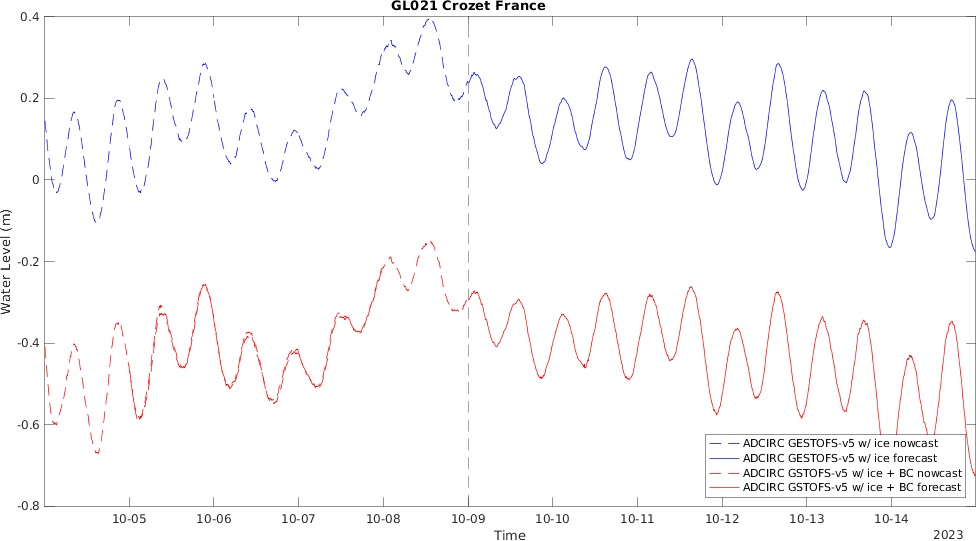 GL021 Crozet France
0.4
0.2
0
-0.2
-0.4
-0.6
-0.8
Water Level (m)
ADCIRC GESTOFS-v5 w/ ice nowcast
ADCIRC GESTOFS-v5 w/ ice forecast
ADCIRC GSTOFS-v5 w/ ice + BC nowcast
ADCIRC GSTOFS-v5 w/ ice + BC forecast
10-05 10-06 10-07 10-08 10-09 10-10 10-11 10-12 10-13 10-14
Time
2023